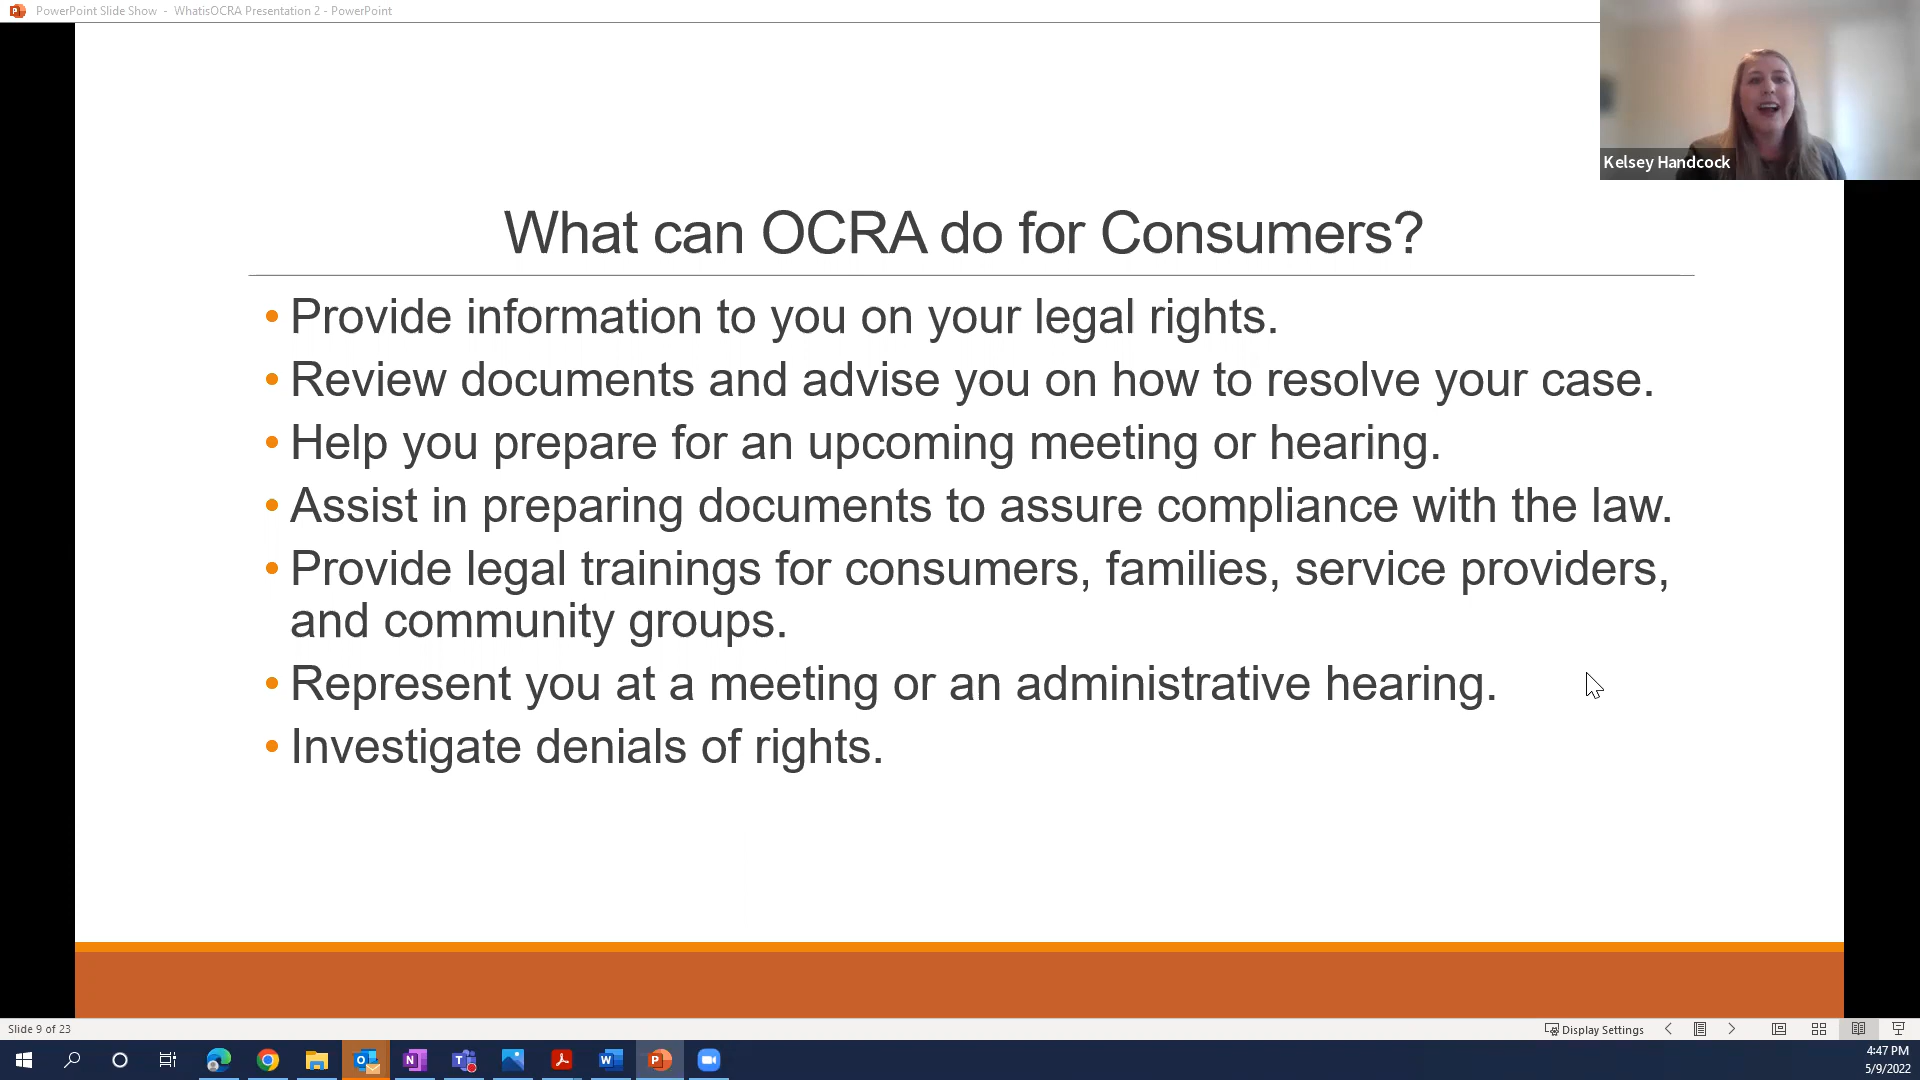 PowerPoint Slide Show - WhatisOCRA Presentation 2 - PowerPoint
Kelsey Handcock
What can OCRA do for Consumers?
• Provide information to you on your legal rights.
• Review documents and advise you on how to resolve your case.
• Help you prepare for an upcoming meeting or hearing.
• Assist in preparing documents to assure compliance with the law.
• Provide legal trainings for consumers, families, service providers,
and community groups.
• Represent you at a meeting or an administrative hearing.
• Investigate denials of rights.
Slide 9 of 23
Display Settings
4:47 PM
5/9/2022